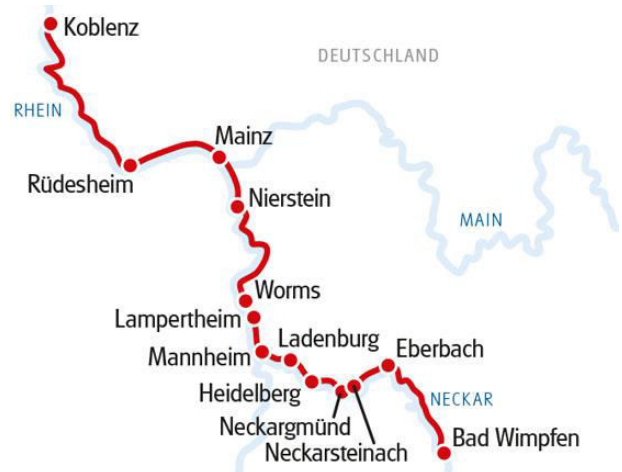 Koblenz
DEUTSCHLAND
RHEIN
Mainz
Rüdesheim
Nierstein
MAIN
Worms
Lampertheim
Ladenburg
Mannheim
Eberbach
Heidelberg
NECKAR
Neckargmünd
Bad Wimpfen
Neckarsteinach